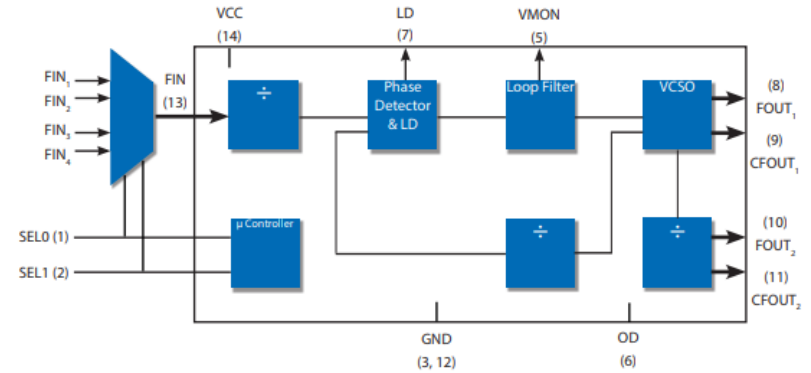 VCC
(14)
LD
(7)
VMON
(5)
FIN₁
FIN₂
FIN₃
FIN₄
FIN
(13)
÷
Phase
Detector
& LD
Loop Filter
VCSO
(8)
FOUT₁
(9)
CFOUT₁
SEL0 (1)
SEL1 (2)
µ Controller
÷
÷
(10)
FOUT₂
(11)
CFOUT₂
GND
(3, 12)
OD
(6)